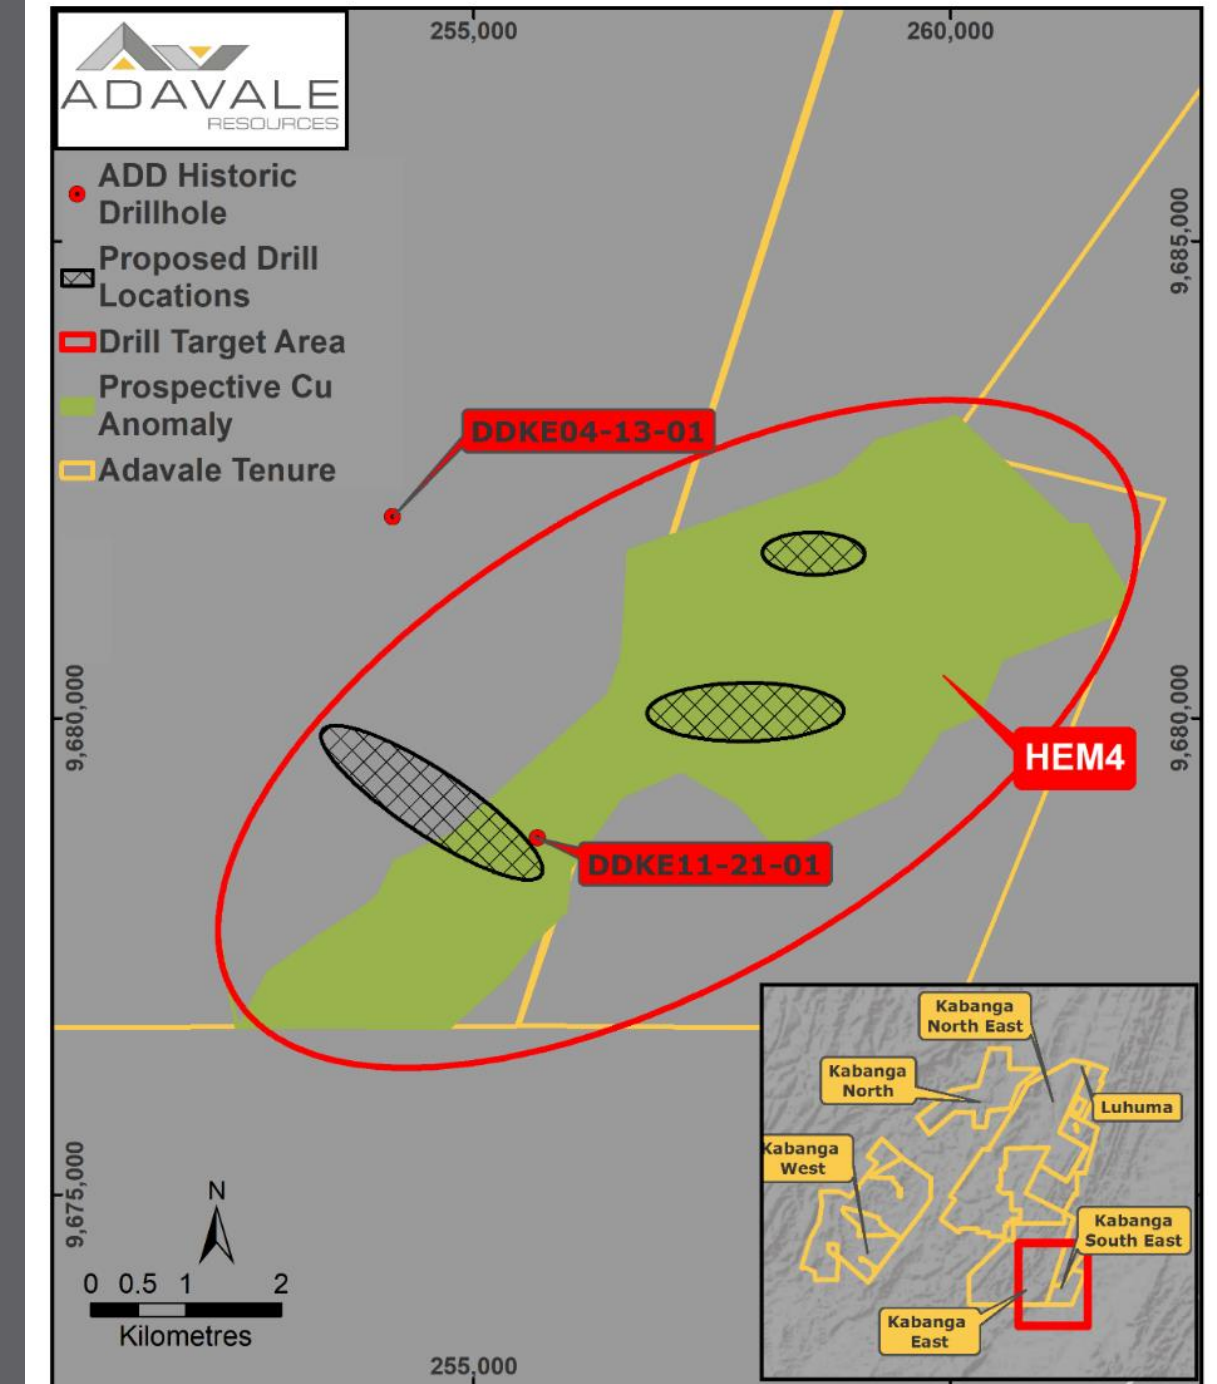 255,000
260,000
ADAVALE
RESOURCES
ADD Historic
Drillhole
Proposed Drill
Locations
Drill Target Area
Prospective Cu
Anomaly
Adavale Tenure
9,685,000
DDKE04-13-01
9,680,000
9,680,000
HEM4
DDKE11-21-01
Kabanga
North East
Kabanga
North
Luhuma
Kabanga
West
Kabanga
South East
Kabanga
East
9,675,000
N
0 0.5 1 2
Kilometres
255,000